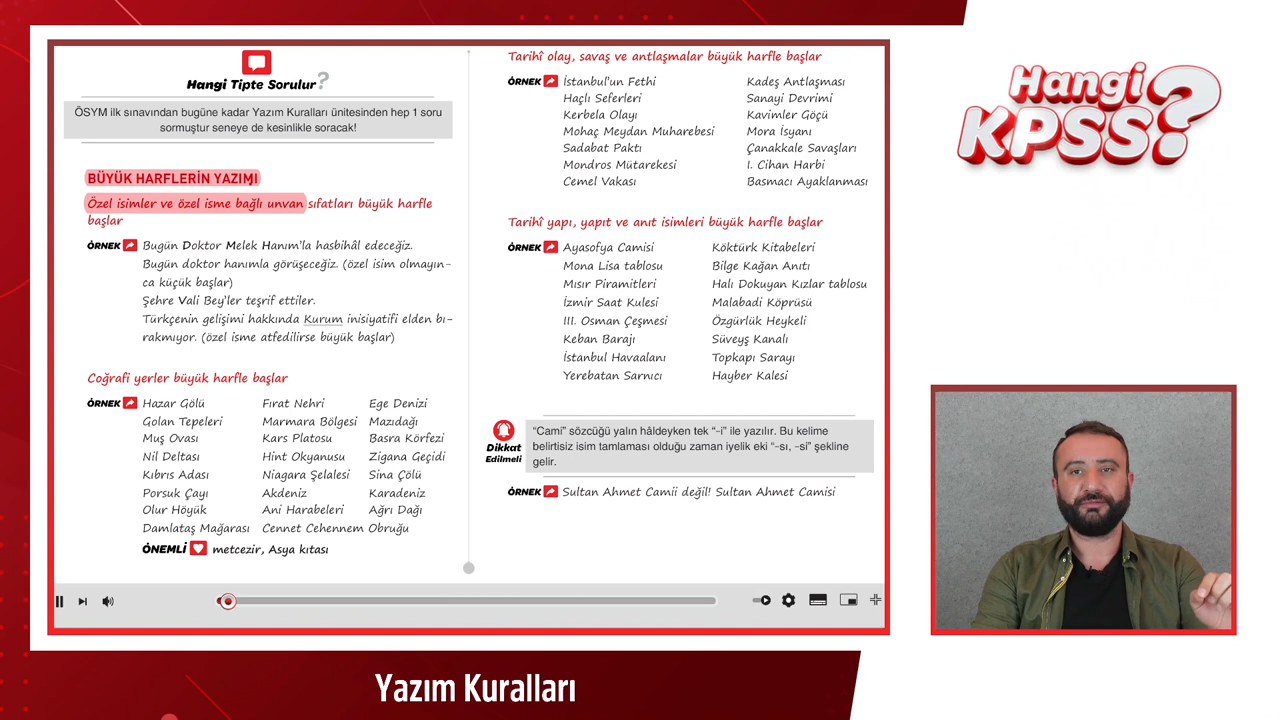 Hangi Tipte Sorulur?
ÖSYM ilk sınavından bugüne kadar Yazım Kuralları ünitesinden hep 1 soru
sormuştur seneye de kesinlikle soracak!
BÜYÜK HARFLERİN YAZIMI
Özel isimler ve özel isme bağlı unvan sıfatları büyük harfle
başlar
ÖRNEK Bugün Doktor Melek Hanım'la hasbihâl edeceğiz.
Bugün doktor hanımla görüşeceğiz. (özel isim olmayın-
ca küçük başlar)
Şehre Vali Bey'ler teşrif ettiler.
Türkçenin gelişimi hakkında Kurum inisiyatifi elden bı-
rakmıyor. (özel isme atfedilirse büyük başlar)
Coğrafi yerler büyük harfle başlar
ÖRNEK Hazar Gölü Fırat Nehri Ege Denizi
Golan Tepeleri Marmara Bölgesi Mazıdağı
Muş Ovası Kars Platosu Basra Körfezi
Nil Deltası Hint Okyanusu Zigana Geçidi
Kıbrıs Adası Niagara Şelalesi Sina Çölü
Porsuk Çayı Akdeniz Karadeniz
Olur Höyük Ani Harabeleri Ağrı Dağı
Damlataş Mağarası Cennet Cehennem Obruğu
ÖNEMLİ metcezir, Asya kıtası
Tarihî olay, savaş ve antlaşmalar büyük harfle başlar
ÖRNEK İstanbul'un Fethi Kadeş Antlaşması
Haçlı Seferleri Sanayi Devrimi
Kerbela Olayı Kavimler Göçü
Mohaç Meydan Muharebesi Mora İsyanı
Sadabat Paktı Çanakkale Savaşları
Mondros Mütarekesi I. Cihan Harbi
Cemel Vakası Basmacı Ayaklanması
Tarihî yapı, yapıt ve anıt isimleri büyük harfle başlar
ÖRNEK Ayasofya Camisi Köktürk Kitabeleri
Mona Lisa tablosu Bilge Kağan Anıtı
Mısır Piramitleri Halı Dokuyan Kızlar tablosu
İzmir Saat Kulesi Malabadi Köprüsü
III. Osman Çeşmesi Özgürlük Heykeli
Keban Barajı Süveyş Kanalı
İstanbul Havaalanı Topkapı Sarayı
Yerebatan Sarnıcı Hayber Kalesi
Dikkat Edilmeli
"Cami" sözcüğü yalın hâldeyken tek "-i" ile yazılır. Bu kelime
belirtisiz isim tamlaması olduğu zaman iyelik eki "-sı, -si" şekline
gelir.
ÖRNEK Sultan Ahmet Camii değil! Sultan Ahmet Camisi
Hangi
KPSS?
Yazım Kuralları